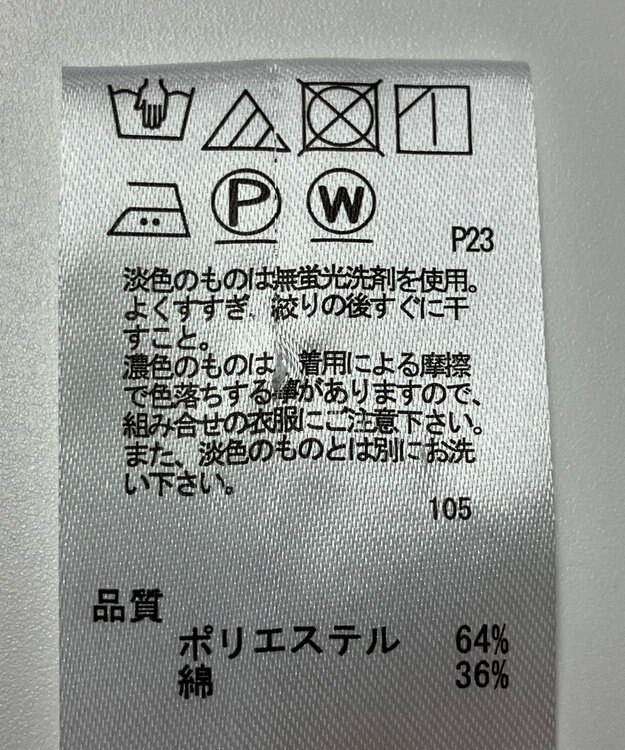 P W
P23
淡色のものは無蛍光洗剤を使用。
よくすすぎ、絞りの後すぐに干
すこと。
濃色のものは、着用による摩擦
で色落ちする事がありますので、
組み合せの衣服にご注意下さい。
また、淡色のものとは別にお洗
い下さい。
105
品質
ポリエステル 64%
綿 36%